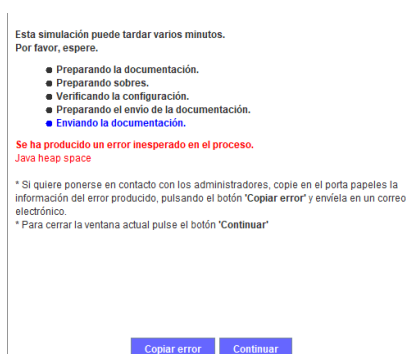 Esta simulación puede tardar varios minutos.
Por favor, espere.
Preparando la documentación.
Preparando sobres.
Verificando la configuración.
Preparando el envio de la documentación.
Enviando la documentación.
Se ha producido un error inesperado en el proceso.
Java heap space
* Si quiere ponerse en contacto con los administradores, copie en el porta papeles la
información del error producido, pulsando el botón 'Copiar error' y envíela en un correo
electrónico.
* Para cerrar la ventana actual pulse el botón 'Continuar'
Copiar error Continuar